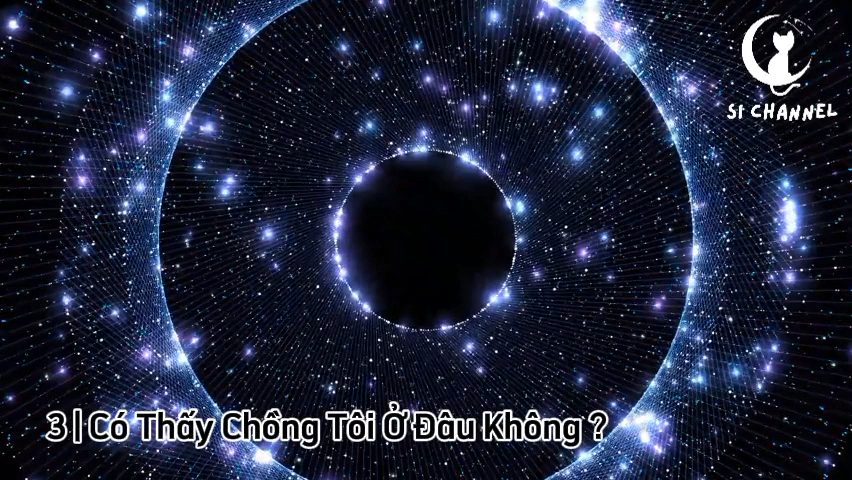 SI CHANNEL
3 | Có Thấy Chồng Tôi Ở Đâu Không ?